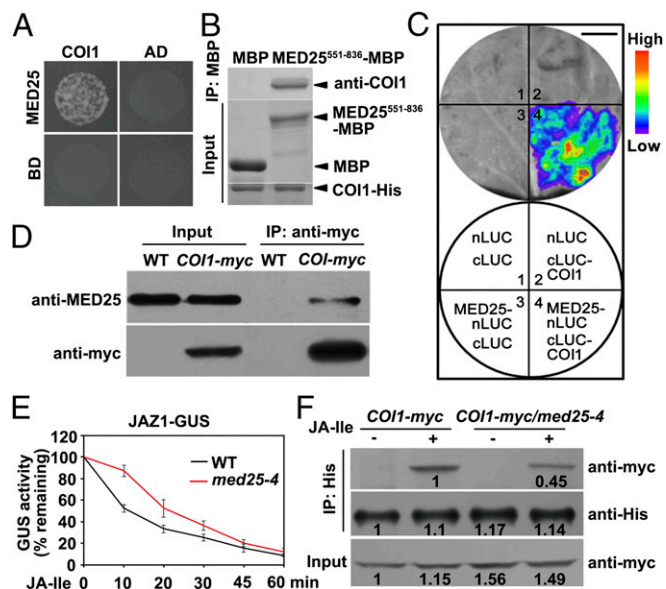 A
COI1 AD
MED25
BD
B
IP: MBP
MBP MED25551-836-MBP
anti-COI1
MED25551-836
-MBP
Input
MBP
COI1-His
C
High
Low
1 2
3 4
nLUC nLUC
cLUC cLUC-
COI1
1 2
3 4
MED25- MED25-
nLUC nLUC
cLUC cLUC-
COI1
D
Input IP: anti-myc
WT COI1-myc WT COI-myc
anti-MED25
anti-myc
E
JAZ1-GUS
GUS activity
(% remaining)
120
100
80
60
40
20
0
WT
med25-4
JA-Ile 0 10 20 30 45 60 min
F
COI1-myc COI1-myc/med25-4
JA-Ile - + - +
IP: His
anti-myc
1 0.45
anti-His
1 1.1 1.17 1.14
Input
anti-myc
1 1.15 1.56 1.49